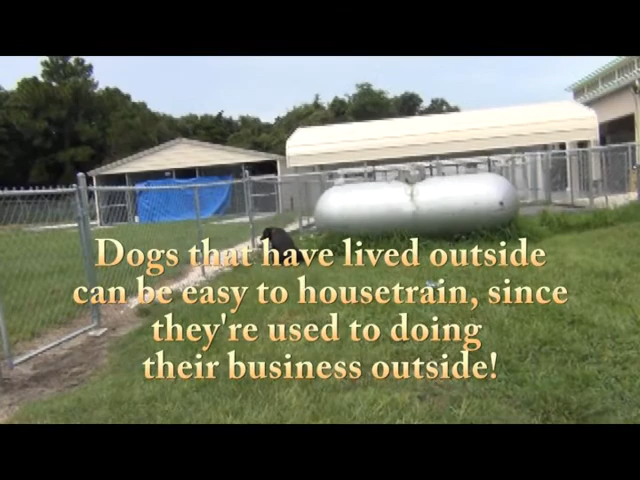 Dogs that have lived outside
can be easy to housetrain, since
they're used to doing
their business outside!